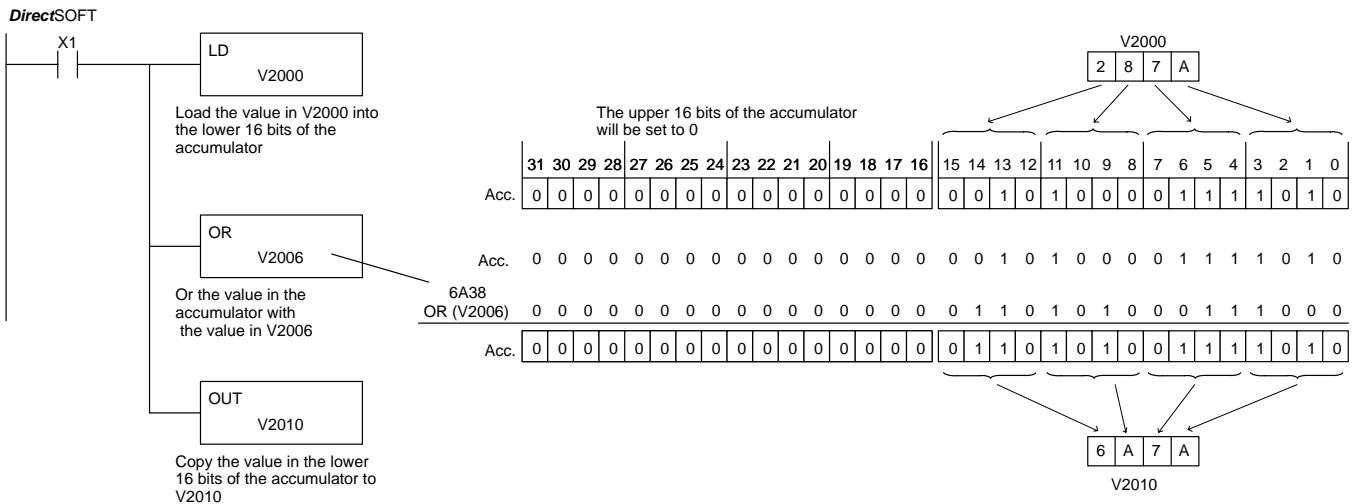 DirectSOFT
X1
LD
V2000
Load the value in V2000 into
the lower 16 bits of the
accumulator
V2000
2 8 7 A
The upper 16 bits of the accumulator
will be set to 0
31 30 29 28 27 26 25 24 23 22 21 20 19 18 17 16 15 14 13 12 11 10 9 8 7 6 5 4 3 2 1 0
Acc. 0 0 0 0 0 0 0 0 0 0 0 0 0 0 0 0 0 0 1 0 1 0 0 0 0 1 1 1 1 0 1 0
OR
V2006
Or the value in the
accumulator with
the value in V2006
Acc. 0 0 0 0 0 0 0 0 0 0 0 0 0 0 0 0 0 0 1 0 1 0 0 0 0 1 1 1 1 0 1 0
6A38
OR (V2006) 0 0 0 0 0 0 0 0 0 0 0 0 0 0 0 0 0 1 1 0 1 0 1 0 0 0 1 1 1 0 0 0
Acc. 0 0 0 0 0 0 0 0 0 0 0 0 0 0 0 0 0 1 1 0 1 0 1 0 0 1 1 1 1 0 1 0
OUT
V2010
Copy the value in the lower
16 bits of the accumulator to
V2010
6 A 7 A
V2010